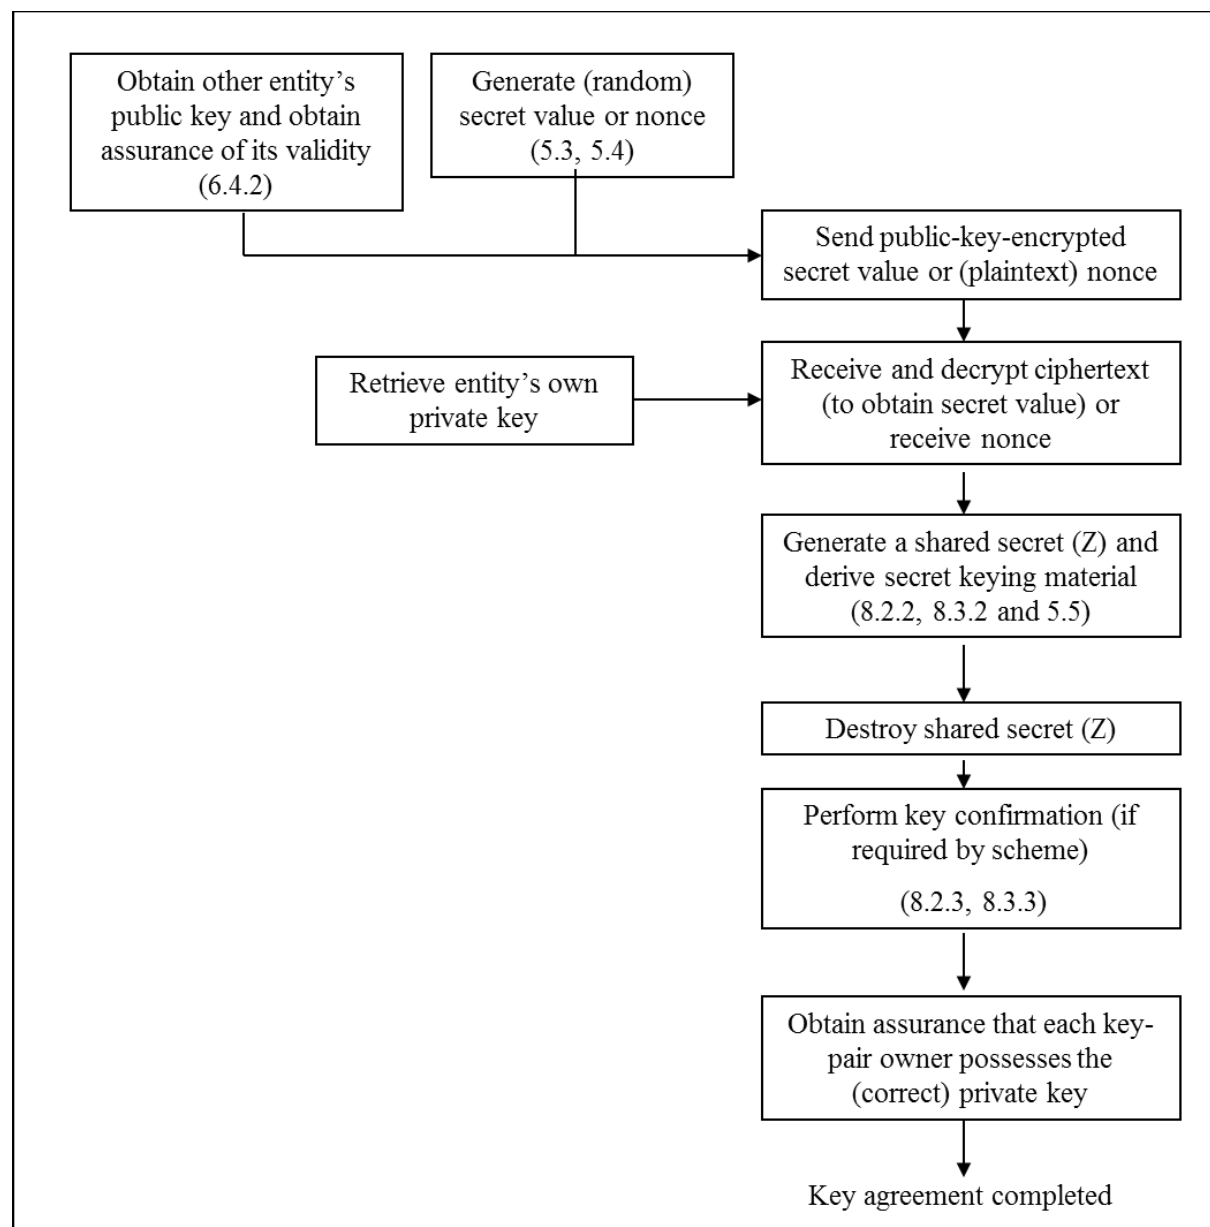 Obtain other entity’s
public key and obtain
assurance of its validity
(6.4.2)
Generate (random)
secret value or nonce
(5.3, 5.4)
Send public-key-encrypted
secret value or (plaintext) nonce
Retrieve entity’s own
private key
Receive and decrypt ciphertext
(to obtain secret value) or
receive nonce
Generate a shared secret (Z) and
derive secret keying material
(8.2.2, 8.3.2 and 5.5)
Destroy shared secret (Z)
Perform key confirmation (if
required by scheme)
(8.2.3, 8.3.3)
Obtain assurance that each key-
pair owner possesses the
(correct) private key
Key agreement completed